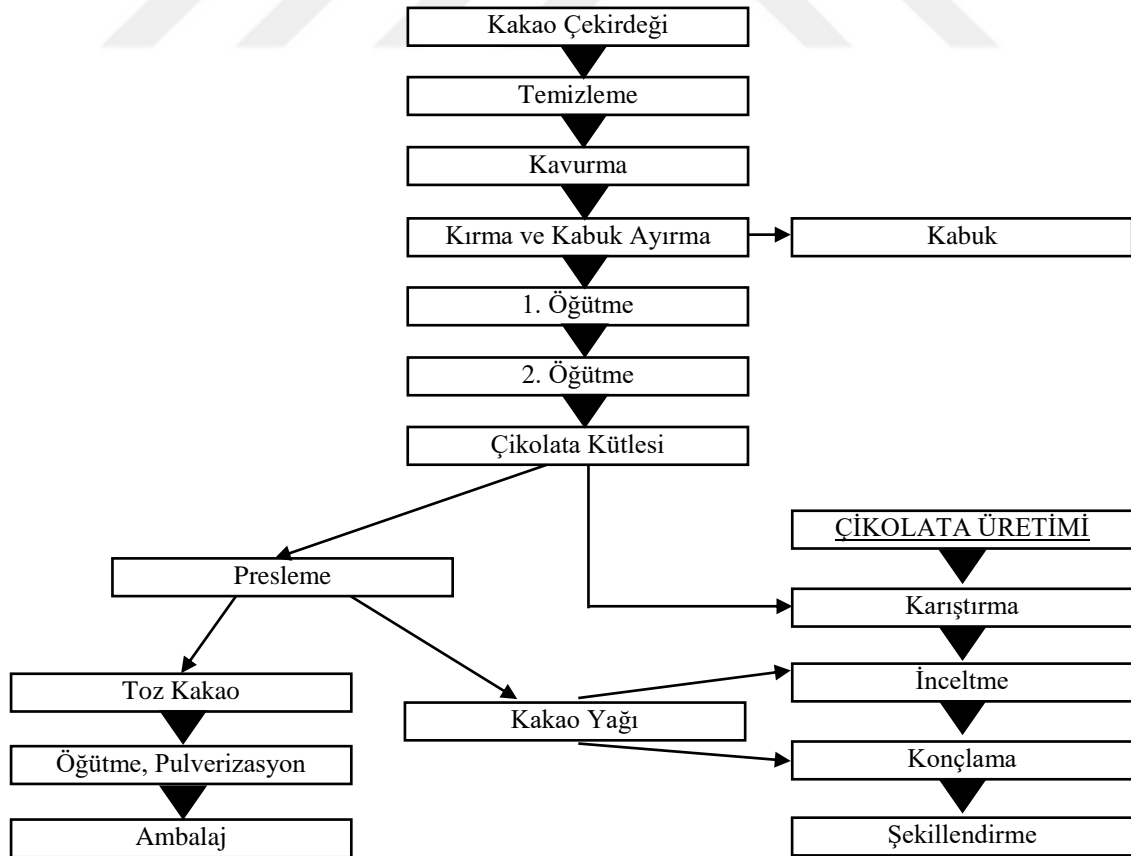 Kakao Çekirdeği
Temizleme
Kavurma
Kırma ve Kabuk Ayırma
Kabuk
1. Öğütme
2. Öğütme
Çikolata Kütlesi
ÇİKOLATA ÜRETİMİ
Presleme
Karıştırma
Toz Kakao
İnceltme
Kakao Yağı
Öğütme, Pulverizasyon
Konçlama
Ambalaj
Şekillendirme